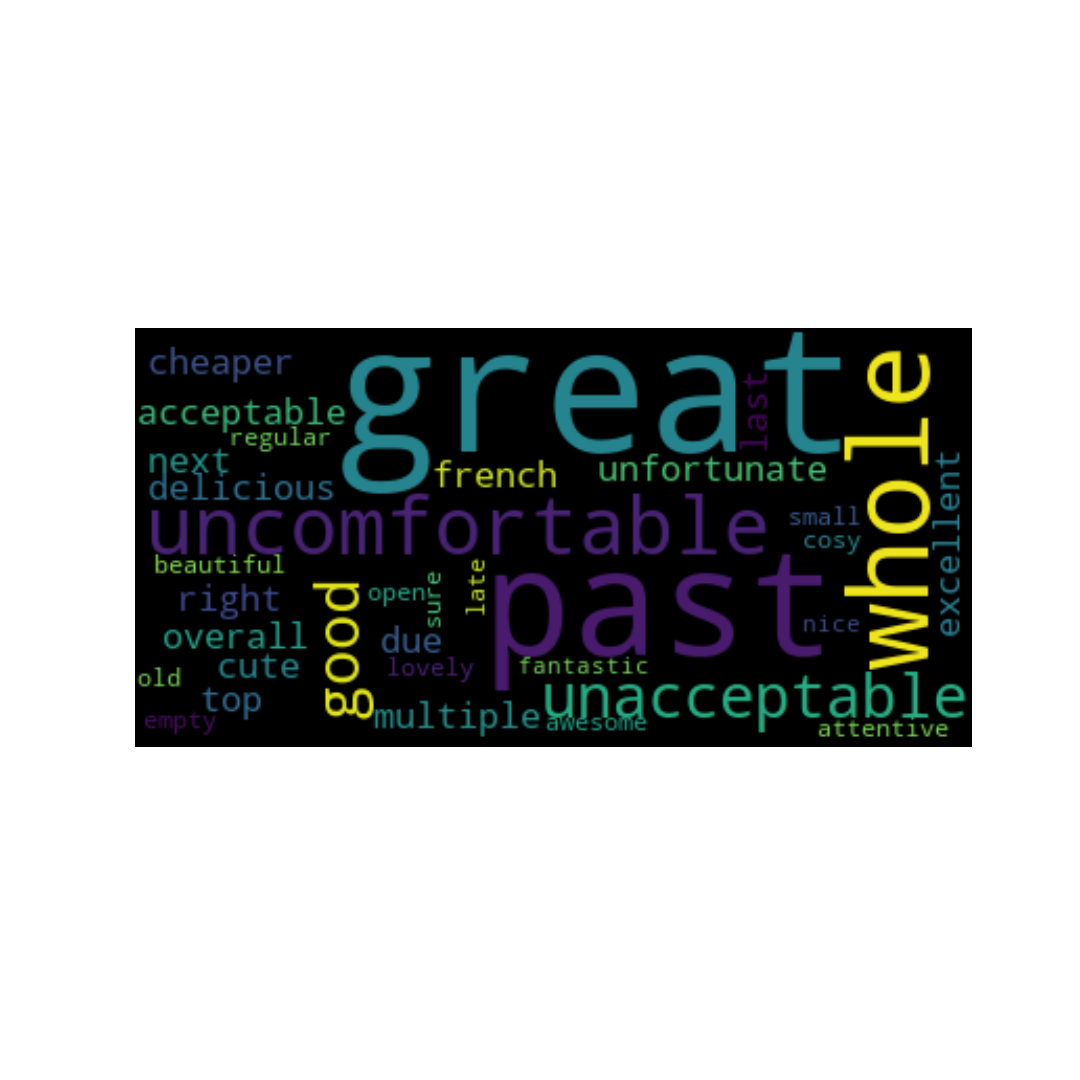 cheaper
great
whole
last
acceptable
regular
next
french
unfortunate
excellent
delicious
uncomfortable
small
cosy
beautiful
past
late
sure
open
good
right
nice
overall
due
cute
lovely
fantastic
old
unacceptable
top
multiple
empty
awesome
attentive